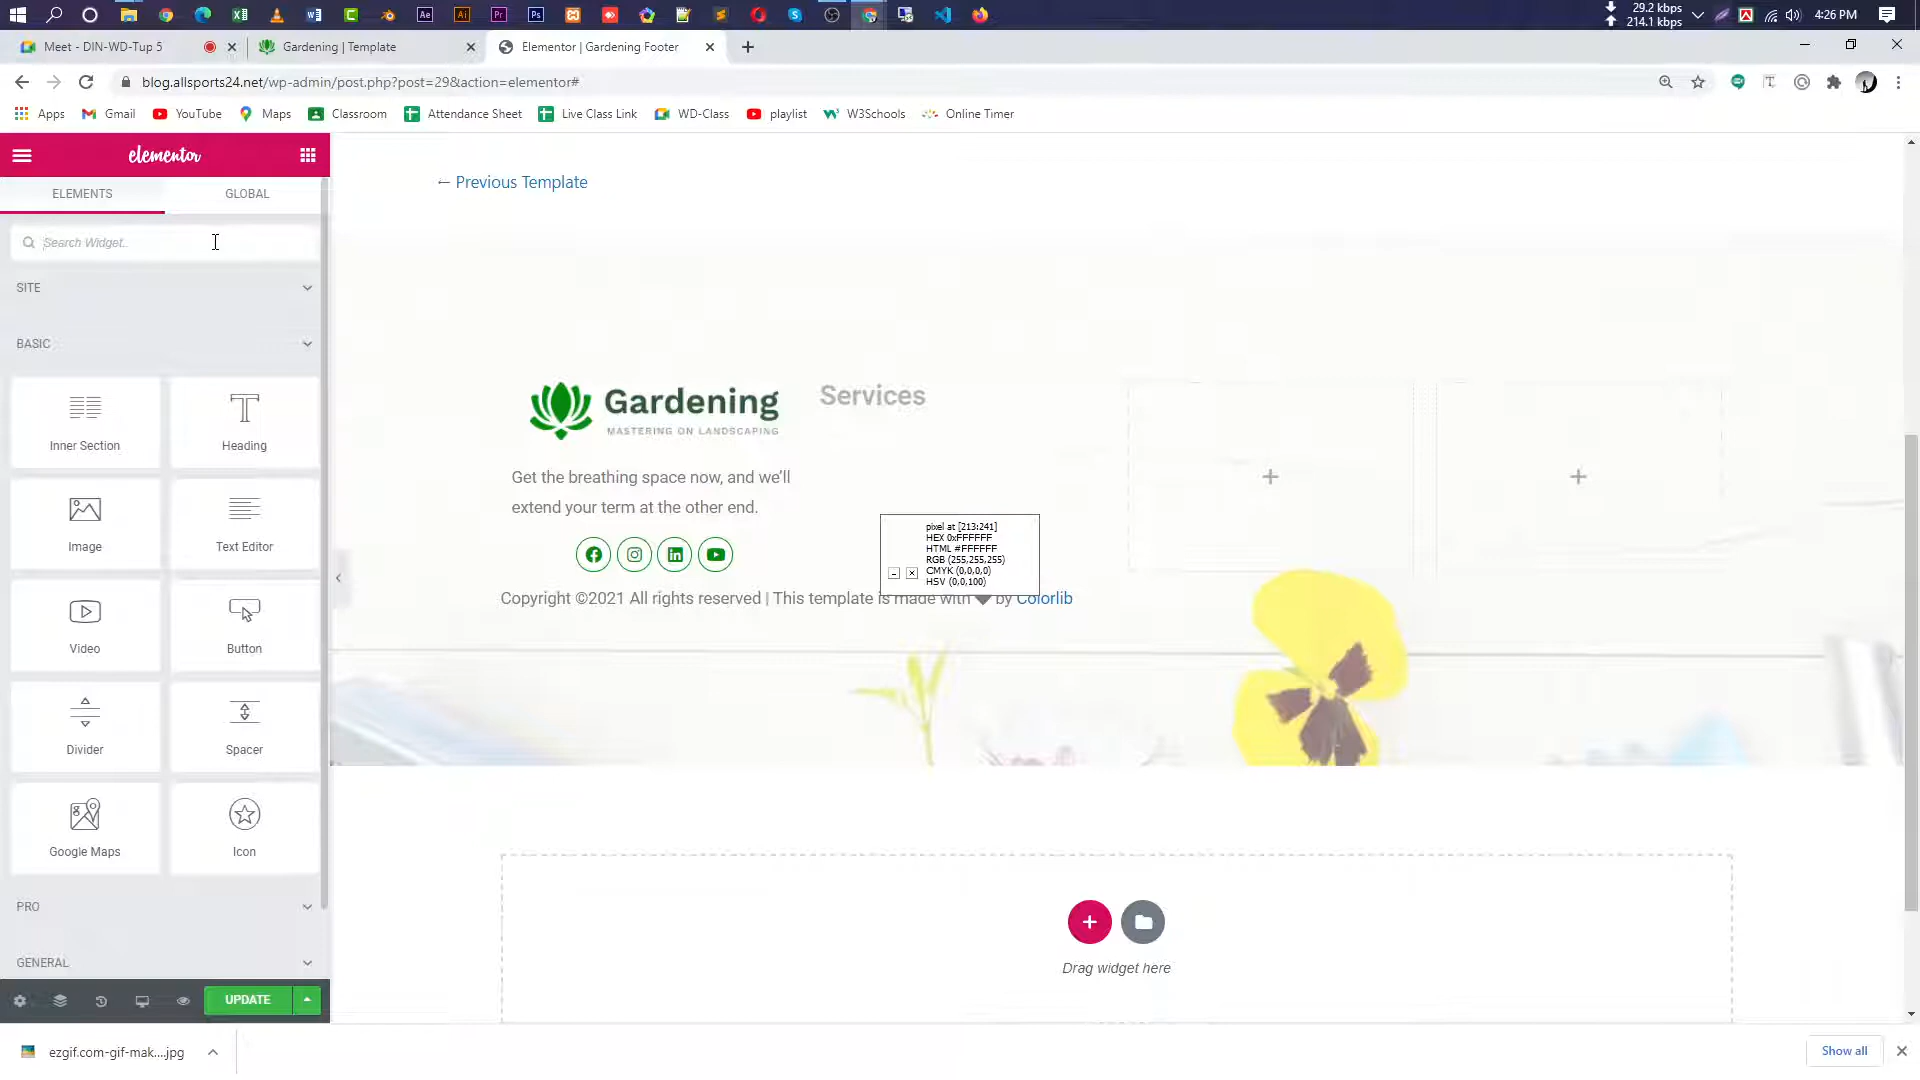 29.2 kbps
214.1 kbps
4:26 PM
Meet - DIN-WD-Tup 5
Gardening | Template
Elementor | Gardening Footer
blog.allsports24.net/wp-admin/post.php?post=29&action=elementor#
Apps
Gmail
YouTube
Maps
Classroom
Attendance Sheet
Live Class Link
WD-Class
playlist
W3Schools
Online Timer
elementor
ELEMENTS
GLOBAL
Search Widget..
SITE
BASIC
Inner Section
Heading
Image
Text Editor
Video
Button
Divider
Spacer
Google Maps
Icon
PRO
GENERAL
UPDATE
← Previous Template
Gardening
MASTERING ON LANDSCAPING
Services
Get the breathing space now, and we'll
extend your term at the other end.
pixel at [213:241]
HEX 0xFFFFFF
HTML #FFFFFF
RGB (255,255,255)
CMYK (0,0,0,0)
HSV (0,0,100)
Copyright ©2021 All rights reserved | This template is made with by Colorlib
Drag widget here
ezgif.com-gif-mak....jpg
Show all